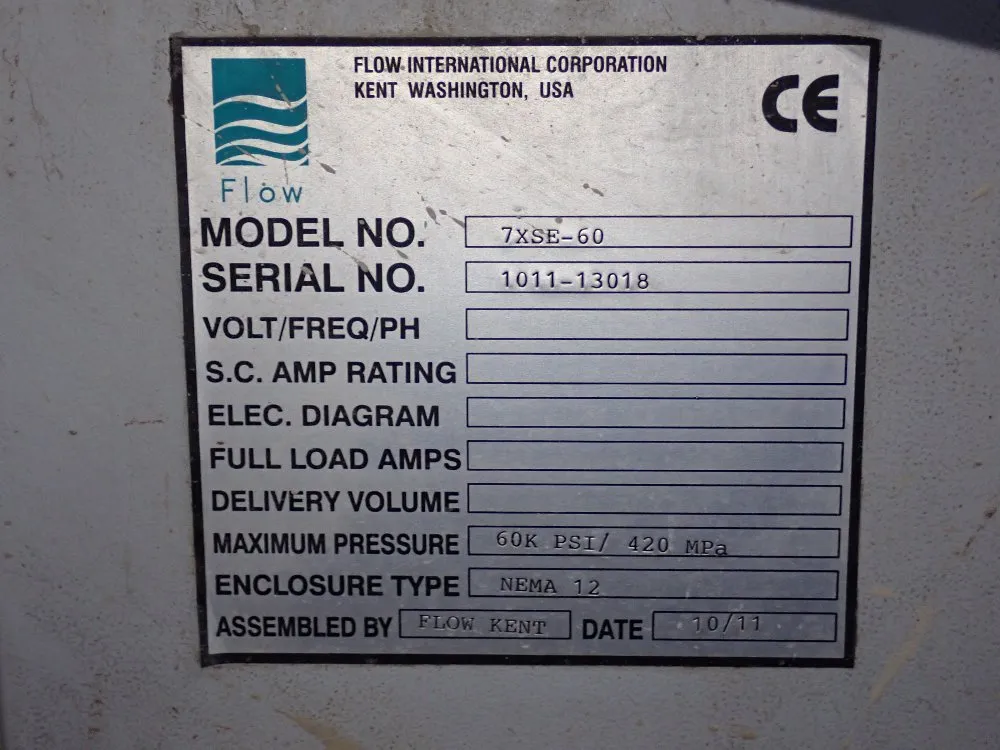 FLOW INTERNATIONAL CORPORATION
KENT WASHINGTON, USA
CE
Flow
MODEL NO. 7XSE-60
SERIAL NO. 1011-13018
VOLT/FREQ/PH
S.C. AMP RATING
ELEC. DIAGRAM
FULL LOAD AMPS
DELIVERY VOLUME
MAXIMUM PRESSURE 60K PSI/ 420 MPa
ENCLOSURE TYPE NEMA 12
ASSEMBLED BY FLOW KENT DATE 10/11